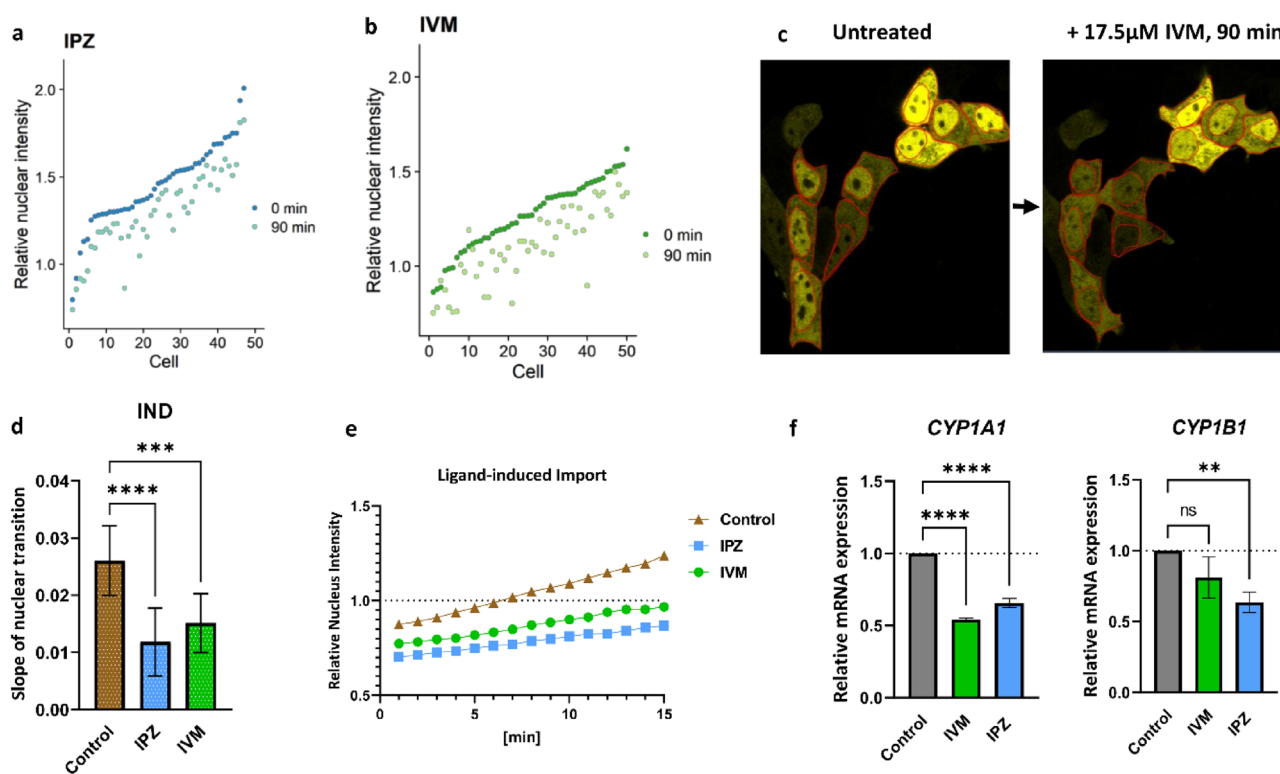 a
IPZ
Relative nuclear intensity
2.0
1.5
1.0
0 min
90 min
0 10 20 30 40 50
Cell
b
IVM
Relative nuclear intensity
2.0
1.5
1.0
0 min
90 min
0 10 20 30 40 50
Cell
c
Untreated
+ 17.5µM IVM, 90 min
d
IND
Slope of nuclear transition
0.04
0.03
0.02
0.01
0.00
***
****
Control IPZ IVM
e
Ligand-induced Import
Relative Nucleus Intensity
1.5
1.0
0.5
0 5 10 15
[min]
Control
IPZ
IVM
f
CYP1A1
Relative mRNA expression
1.5
1.0
0.5
0.0
****
****
Control IVM IPZ
CYP1B1
Relative mRNA expression
1.5
1.0
0.5
0.0
**
ns
Control IVM IPZ